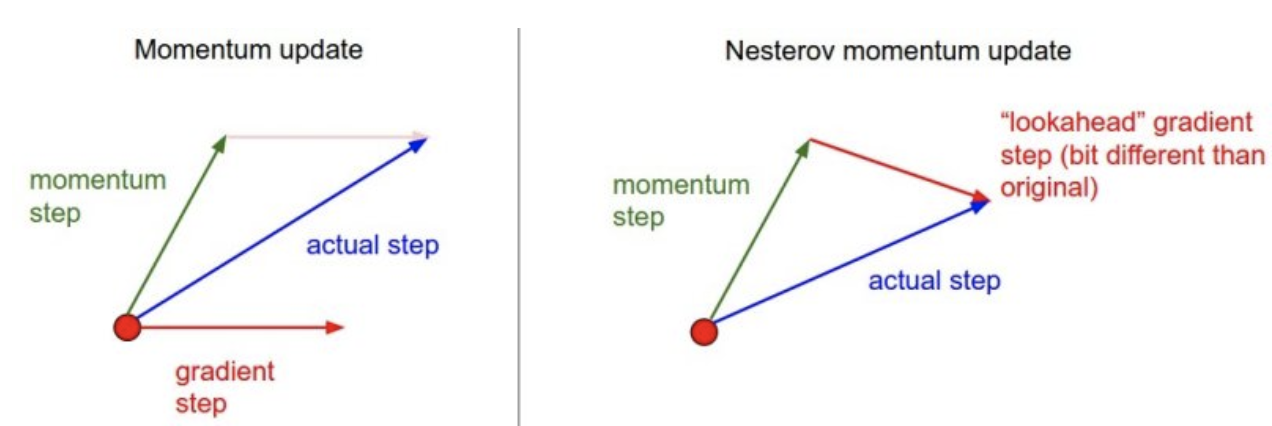 Momentum update
momentum
step
actual step
gradient
step
Nesterov momentum update
“lookahead” gradient
step (bit different than
original)
momentum
step
actual step